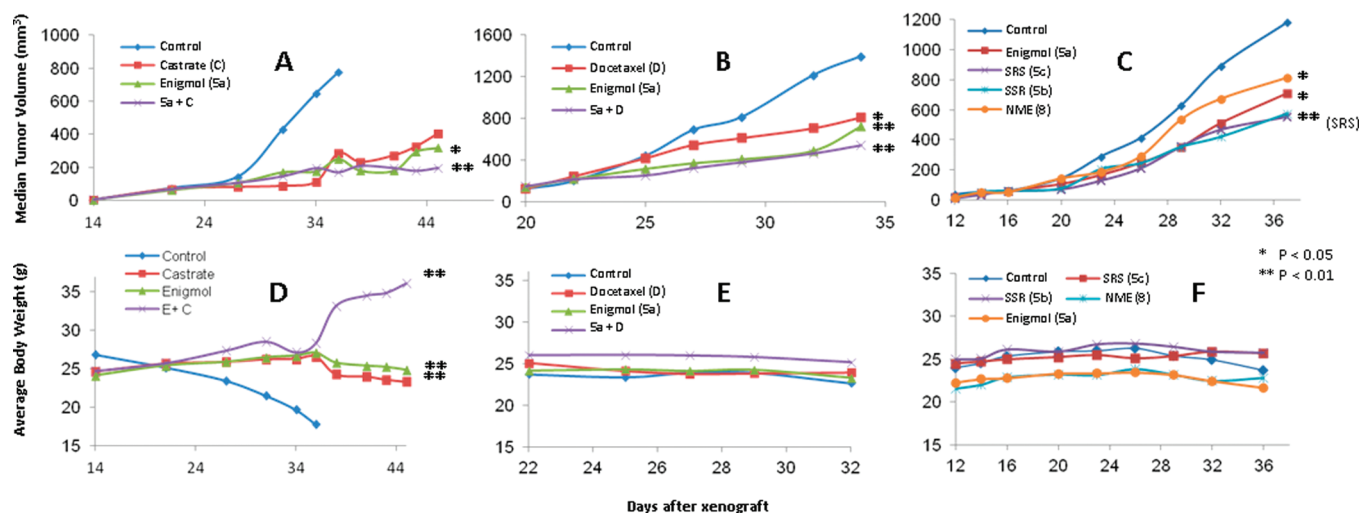 Median Tumor Volume (mm³)
1000
800
600
400
200
0
14
24
34
44
Control
Castrate (C)
Enigmol (5a)
5a + C
A
*
**
1600
1200
800
400
0
20
25
30
35
Control
Docetaxel (D)
Enigmol (5a)
5a + D
B
*
**
**
1200
1000
800
600
400
200
0
12
16
20
24
28
32
36
Control
Enigmol (5a)
SRS (5c)
SSR (5b)
NME (8)
C
*
*
** (SRS)
Average Body Weight (g)
35
30
25
20
15
14
24
34
44
Control
Castrate
Enigmol
E + C
D
**
**
**
35
30
25
20
15
22
24
26
28
30
32
Control
Docetaxel (D)
Enigmol (5a)
5a + D
E
35
30
25
20
15
12
16
20
24
28
32
36
Control
SRS (5c)
SSR (5b)
NME (8)
Enigmol (5a)
F
* P < 0.05
** P < 0.01
Days after xenograft